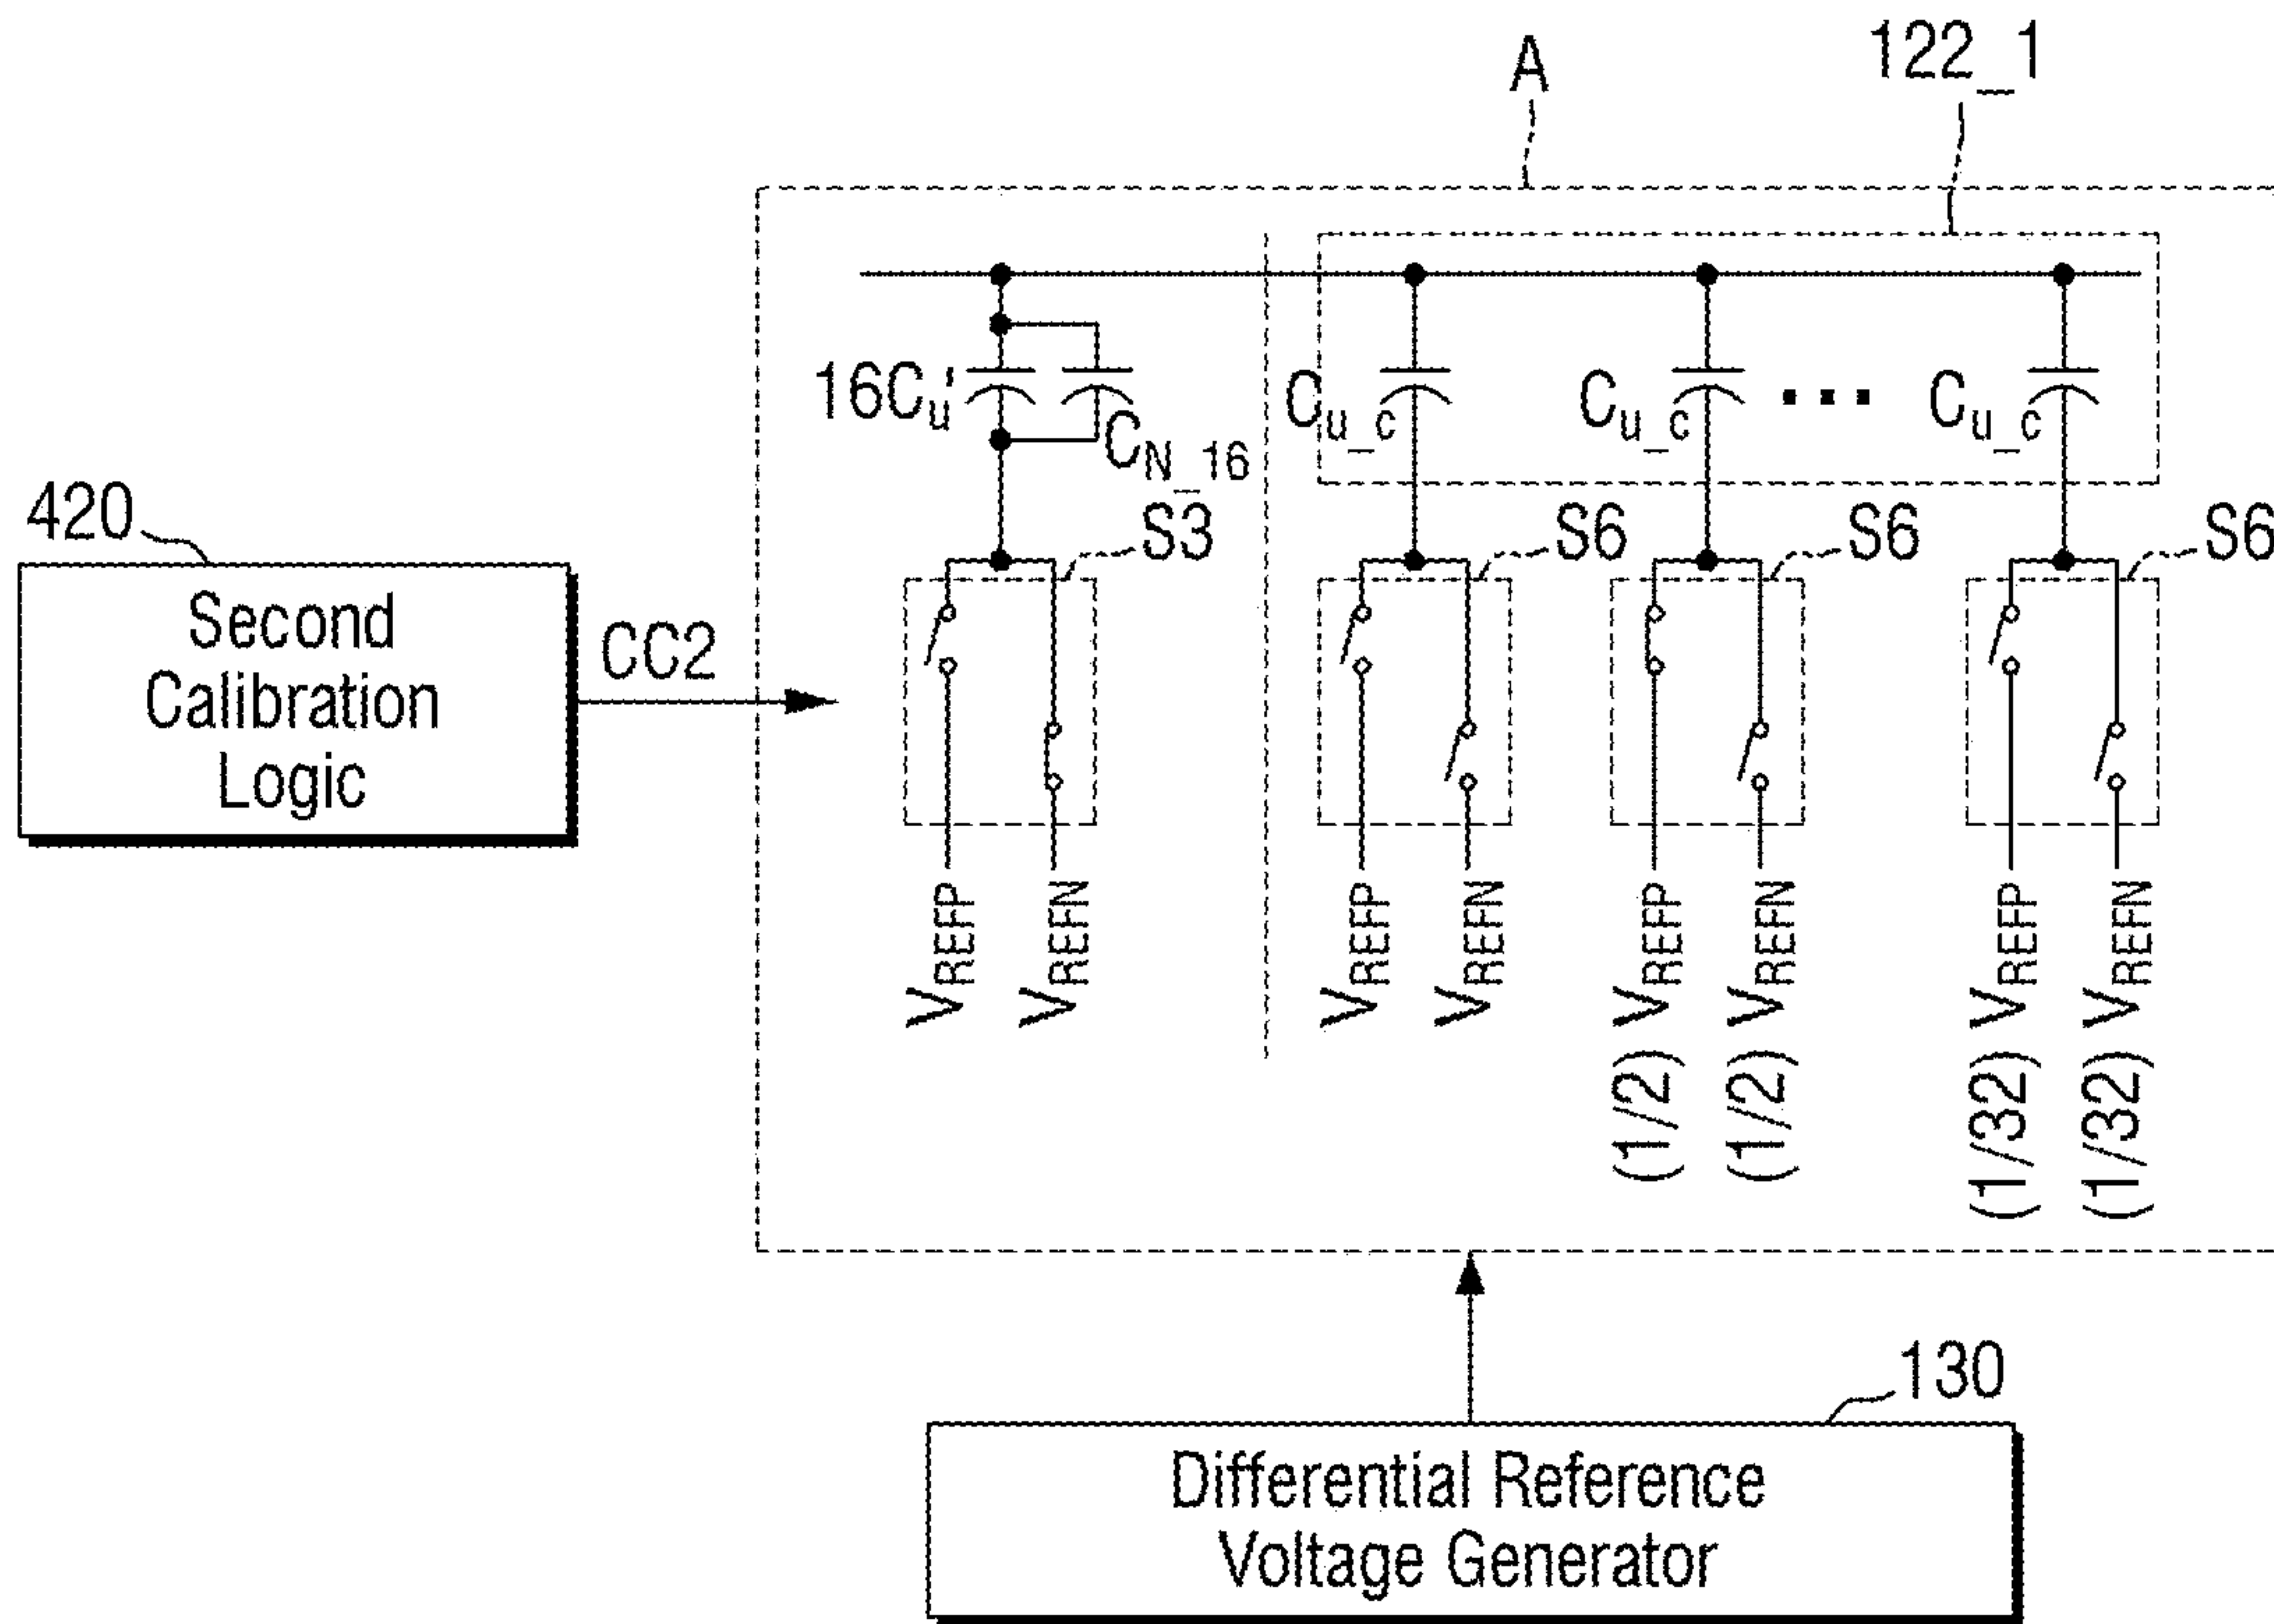 A
122_1
16Cu'
CN_16
Cu_c
Cu_c
...
Cu_c
420
Second
Calibration
Logic
CC2
S3
S6
S6
S6
VREFP
VREFN
VREFP
VREFN
(1/2) VREFP
(1/2) VREFN
(1/32) VREFP
(1/32) VREFN
130
Differential Reference
Voltage Generator